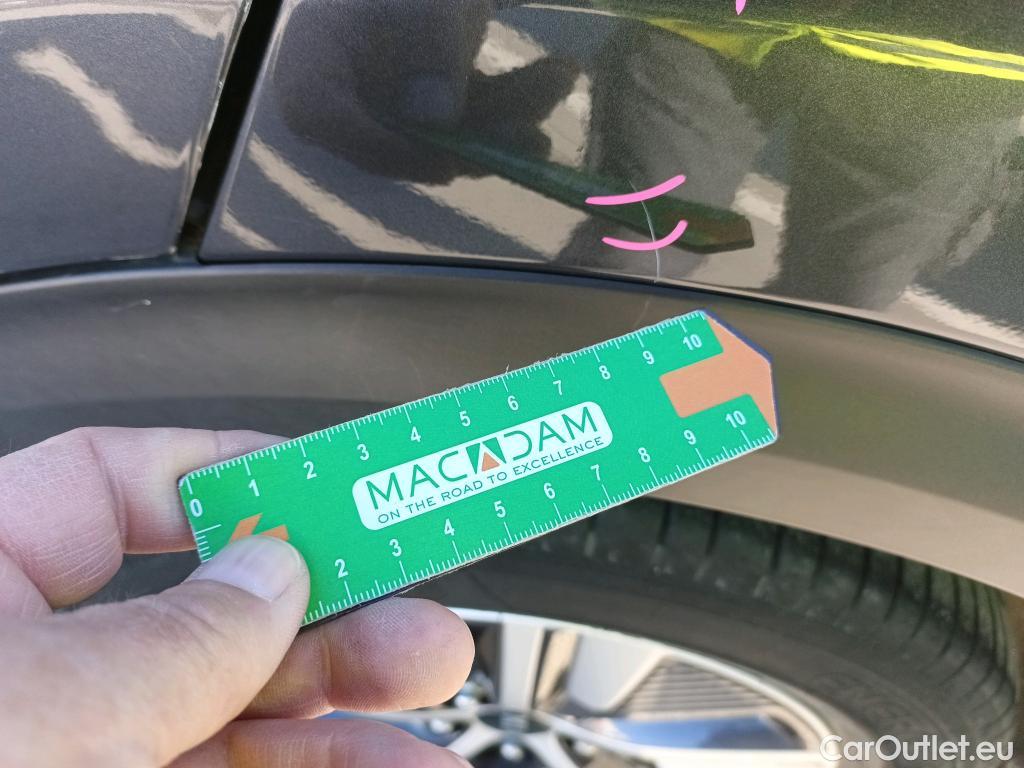 0 1 2 3 4 5 6 7 8 9 10
MACADAM
ON THE ROAD TO EXCELLENCE
2 3 4 5 6 7 8 9 10
CarOutlet.eu